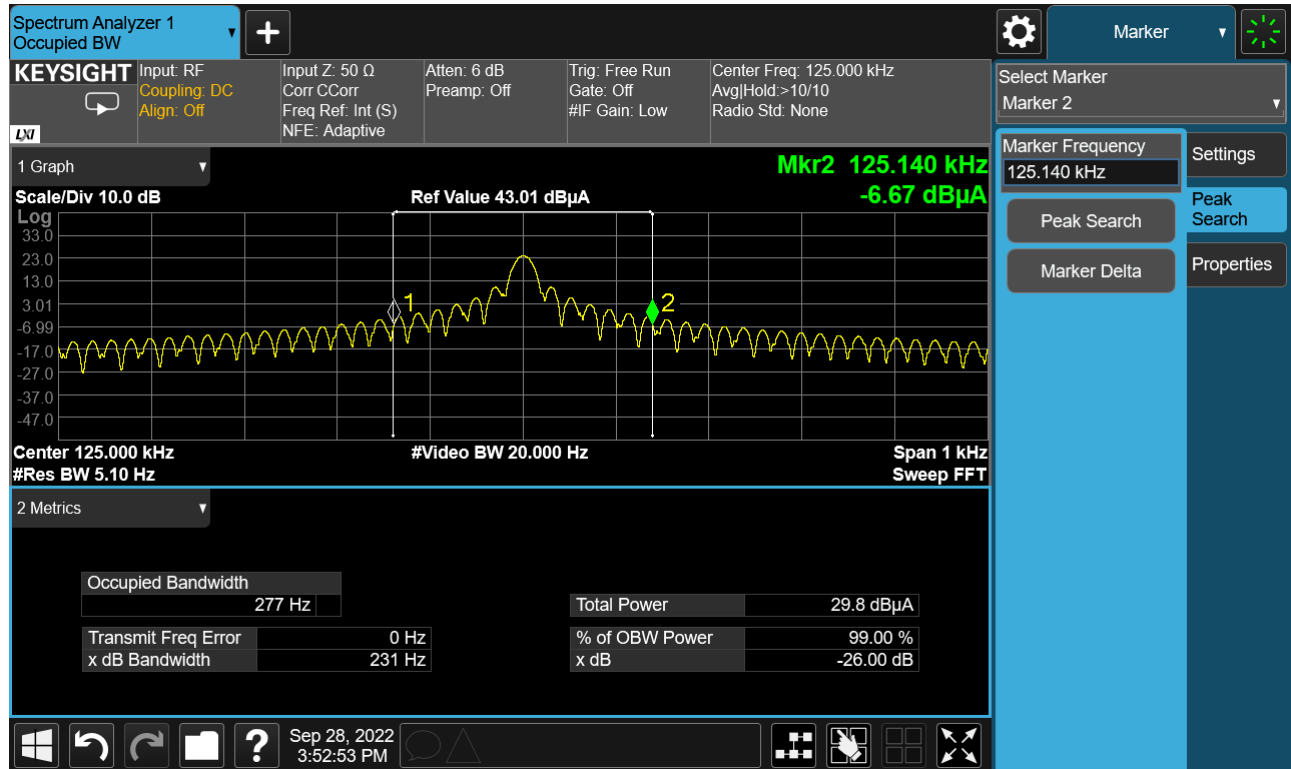 Spectrum Analyzer 1
Occupied BW
Marker
KEYSIGHT
LXI
Input: RF
Coupling: DC
Align: Off
Input Z: 50 Ω
Corr CCorr
Freq Ref: Int (S)
NFE: Adaptive
Atten: 6 dB
Preamp: Off
Trig: Free Run
Gate: Off
#IF Gain: Low
Center Freq: 125.000 kHz
Avg|Hold:>10/10
Radio Std: None
Select Marker
Marker 2
1 Graph
Mkr2 125.140 kHz
Scale/Div 10.0 dB
Ref Value 43.01 dBµA
-6.67 dBµA
Log
33.0
23.0
13.0
3.01
-6.99
-17.0
-27.0
-37.0
-47.0
1
2
Center 125.000 kHz
#Video BW 20.000 Hz
Span 1 kHz
#Res BW 5.10 Hz
Sweep FFT
Marker Frequency
125.140 kHz
Peak Search
Marker Delta
Settings
Peak
Search
Properties
2 Metrics
Occupied Bandwidth
277 Hz
Total Power 29.8 dBµA
Transmit Freq Error 0 Hz
% of OBW Power 99.00 %
x dB Bandwidth 231 Hz
x dB -26.00 dB
?
Sep 28, 2022
3:52:53 PM